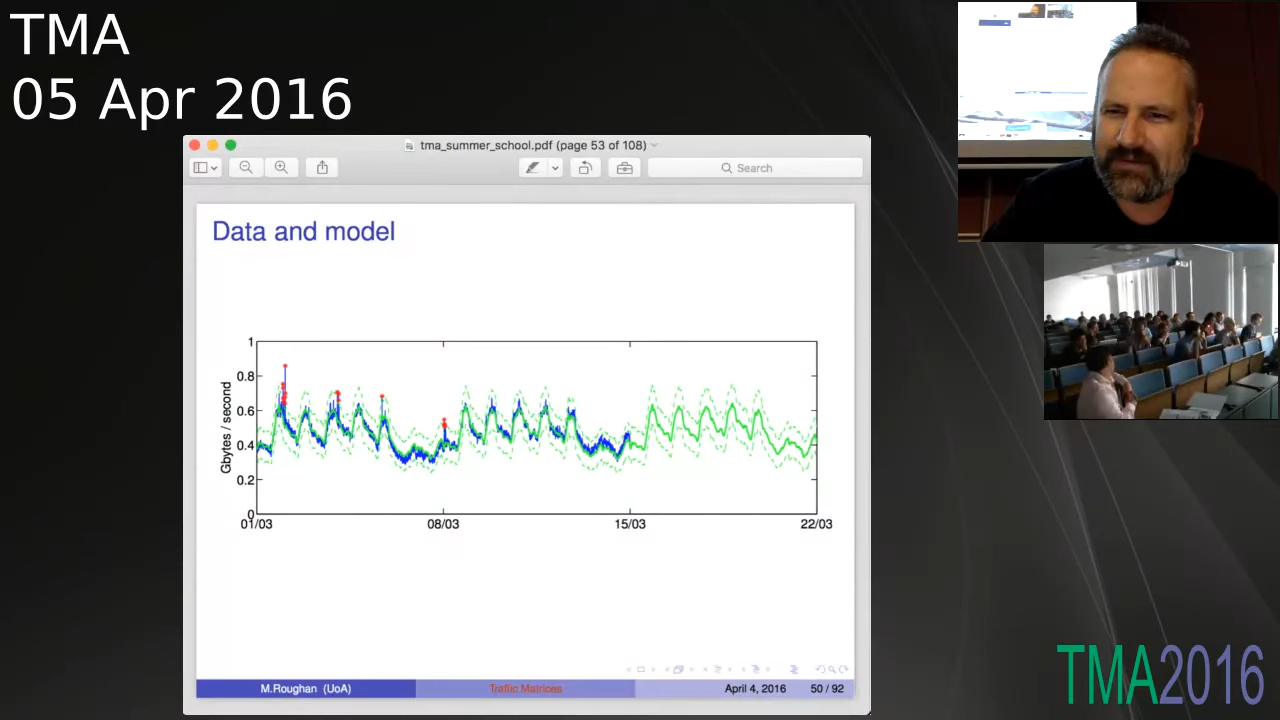 TMA
05 Apr 2016
tma_summer_school.pdf (page 53 of 108)
Search
Data and model
Gbytes / second
1
0.8
0.6
0.4
0.2
0
01/03
08/03
15/03
22/03
M.Roughan (UoA)
Traffic Matrices
April 4, 2016
50 / 92
TMA2016